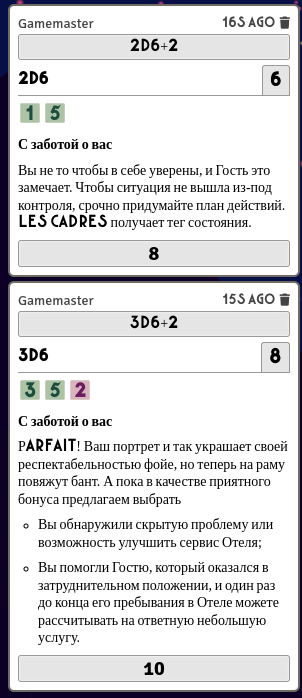 Gamemaster 16S AGO
2D6+2
2D6 6
1 5
С заботой о вас
Вы не то чтобы в себе уверены, и Гость это
замечает. Чтобы ситуация не вышла из-под
контроля, срочно придумайте план действий.
LES CADRES получает тег состояния.
8
Gamemaster 15S AGO
3D6+2
3D6 8
3 5 2
С заботой о вас
PARFAIT! Ваш портрет и так украшает своей
респектабельностью фойе, но теперь на раму
повяжут бант. А пока в качестве приятного
бонуса предлагаем выбрать
Вы обнаружили скрытую проблему или
возможность улучшить сервис Отеля;
Вы помогли Гостю, который оказался в
затруднительном положении, и один раз
до конца его пребывания в Отеле можете
рассчитывать на ответную небольшую
услугу.
10